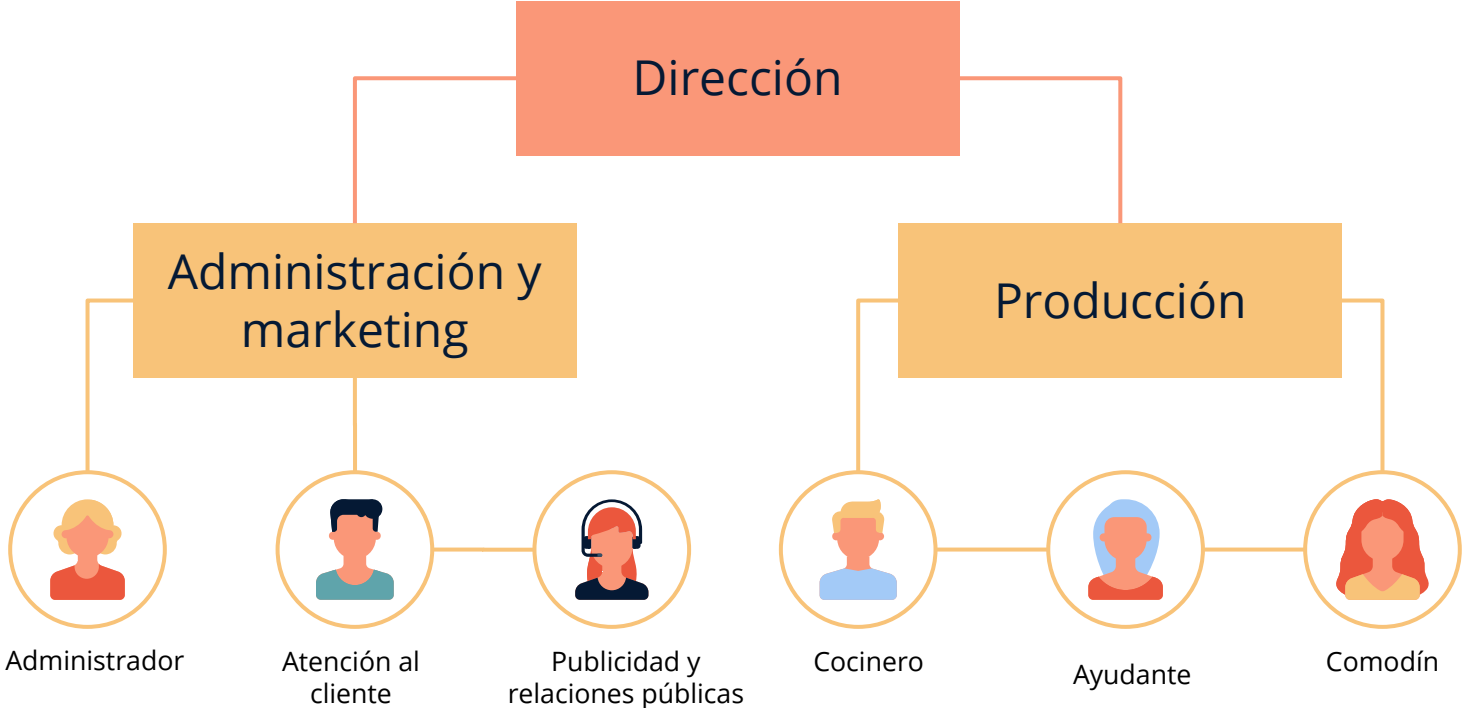 Dirección
Administración y
marketing
Producción
Administrador
Atención al
cliente
Publicidad y
relaciones públicas
Cocinero
Ayudante
Comodín